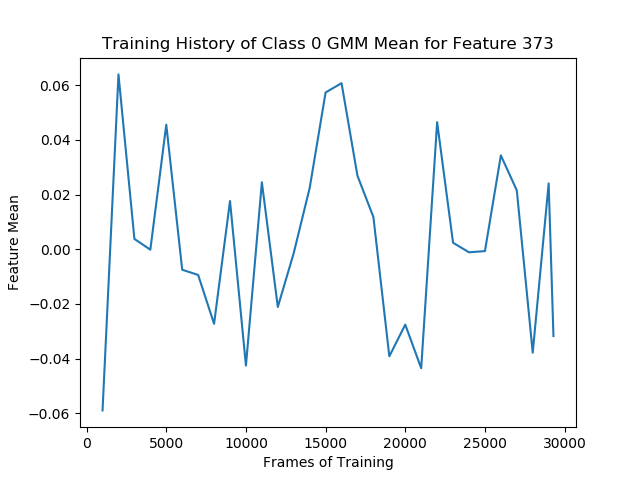 Training History of Class 0 GMM Mean for Feature 373
0.06
0.04
0.02
0.00
−0.02
−0.04
−0.06
Feature Mean
0 5000 10000 15000 20000 25000 30000
Frames of Training